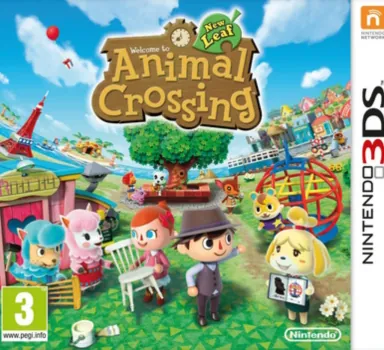 New
Leaf
Welcome to
Animal
Crossing
NINTENDO
NETWORK
NINTENDO 3DS
3
www.pegi.info
Nintendo